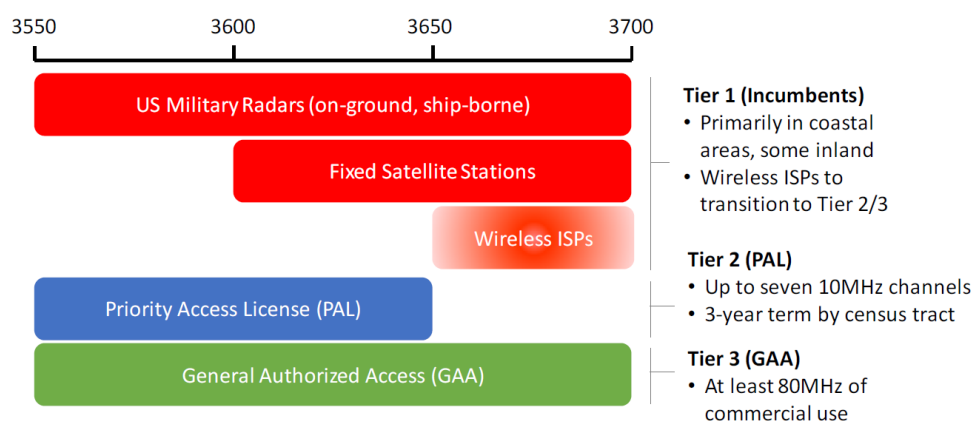 3550 3600 3650 3700
US Military Radars (on-ground, ship-borne)
Fixed Satellite Stations
Wireless ISPs
Priority Access License (PAL)
General Authorized Access (GAA)
Tier 1 (Incumbents)
• Primarily in coastal
areas, some inland
• Wireless ISPs to
transition to Tier 2/3
Tier 2 (PAL)
• Up to seven 10MHz channels
• 3-year term by census tract
Tier 3 (GAA)
• At least 80MHz of
commercial use